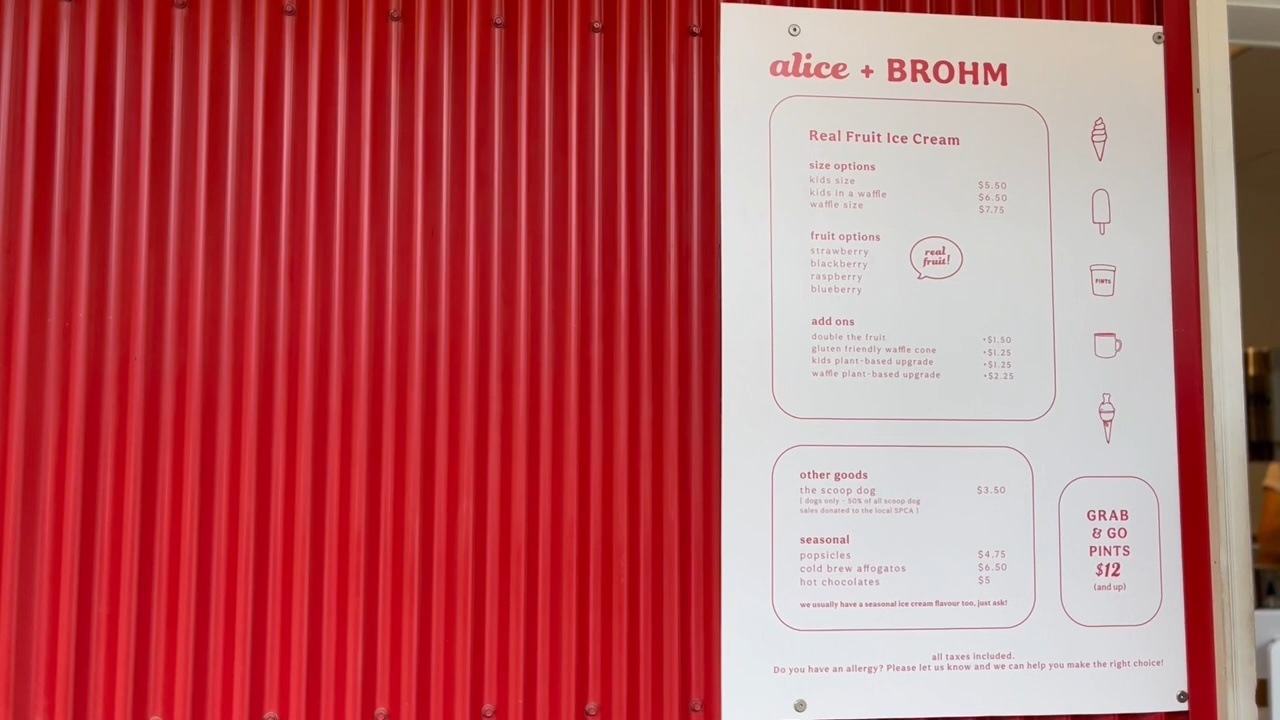 alice + BROHM
Real Fruit Ice Cream
size options
kids size $5.50
kids in a waffle $6.50
waffle size $7.75
fruit options
strawberry
blackberry
raspberry
blueberry
real
fruit!
add ons
double the fruit +$1.50
gluten friendly waffle cone +$1.25
kids plant-based upgrade +$1.25
waffle plant-based upgrade +$2.25
PINTS
other goods
the scoop dog $3.50
[ dogs only - 50% of all scoop dog
sales donated to the local SPCA ]
seasonal
popsicles $4.75
cold brew affogatos $6.50
hot chocolates $5
we usually have a seasonal ice cream flavour too, just ask!
GRAB
& GO
PINTS
$12
(and up)
all taxes included.
Do you have an allergy? Please let us know and we can help you make the right choice!